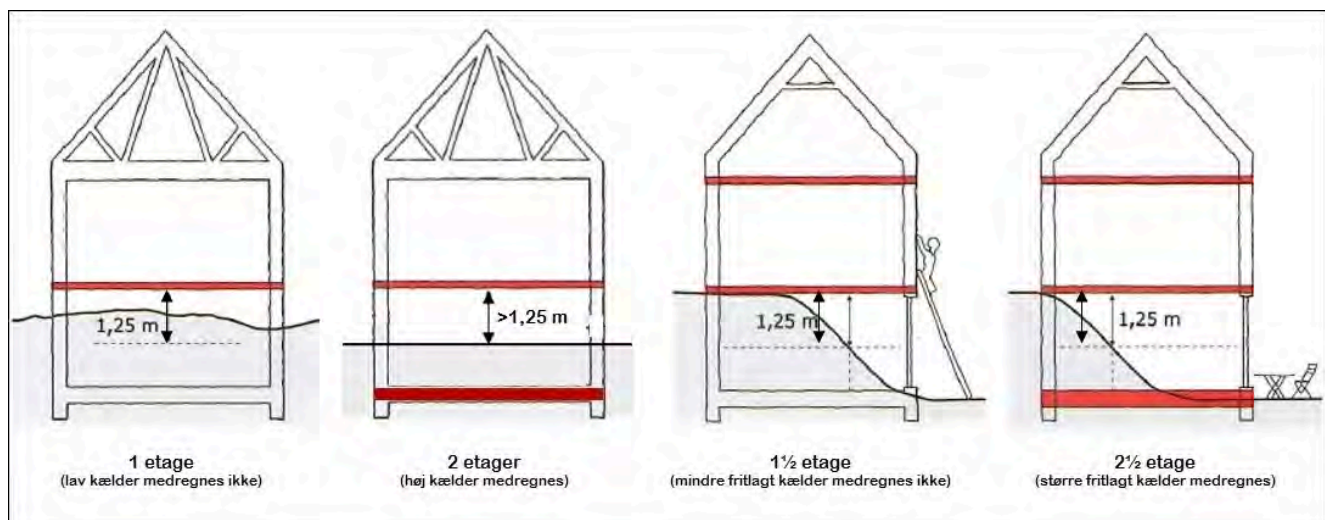 1,25 m
>1,25 m
1,25 m
1,25 m
1 etage
(lav kælder medregnes ikke)
2 etager
(høj kælder medregnes)
1½ etage
(mindre fritlagt kælder medregnes ikke)
2½ etage
(større fritlagt kælder medregnes)